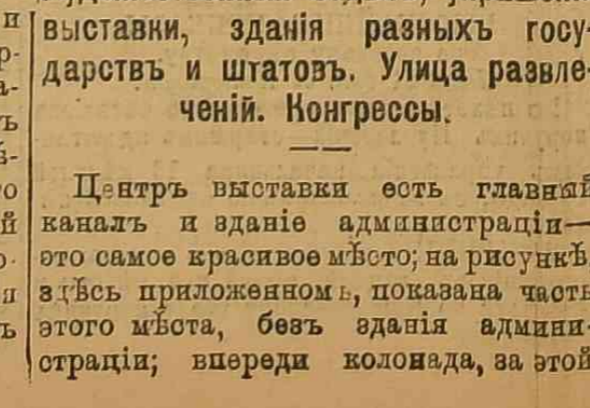 выставки, зданія разныхъ госу-
дарствъ и штатовъ. Улица развле-
ченій. Конгрессы.
Центръ выставки есть главный
каналъ и зданіе администраціи—
это самое красивое мѣсто; на рисункѣ
здѣсь приложенномъ, показана часть
этого мѣста, безъ зданія админи-
страціи; впереди колонада, за этой